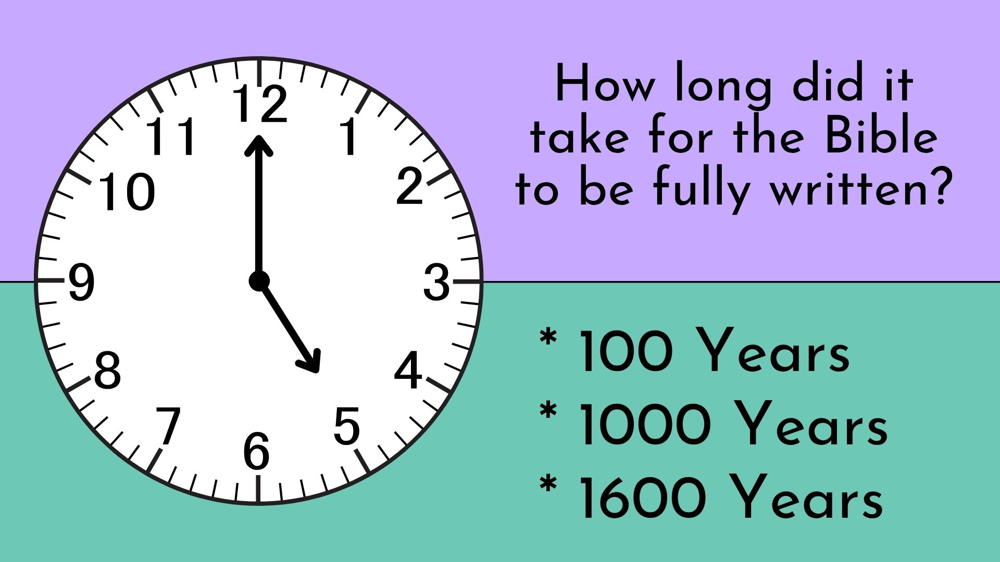 12
11
1
10
2
9
3
8
4
7
5
6
How long did it
take for the Bible
to be fully written?
* 100 Years
* 1000 Years
* 1600 Years